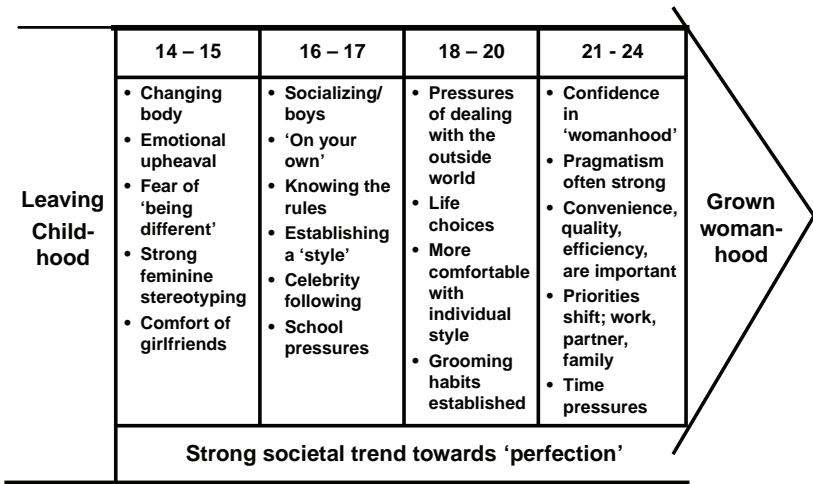 Leaving
Child-
hood
14 – 15
• Changing
body
• Emotional
upheaval
• Fear of
‘being
different’
• Strong
feminine
stereotyping
• Comfort of
girlfriends
16 – 17
• Socializing/
boys
• ‘On your
own’
• Knowing the
rules
• Establishing
a ‘style’
• Celebrity
following
• School
pressures
18 – 20
• Pressures
of dealing
with the
outside
world
• Life
choices
• More
comfortable
with
individual
style
• Grooming
habits
established
21 - 24
• Confidence
in
‘womanhood’
• Pragmatism
often strong
• Convenience,
quality,
efficiency,
are important
• Priorities
shift; work,
partner,
family
• Time
pressures
Grown
woman-
hood
Strong societal trend towards ‘perfection’